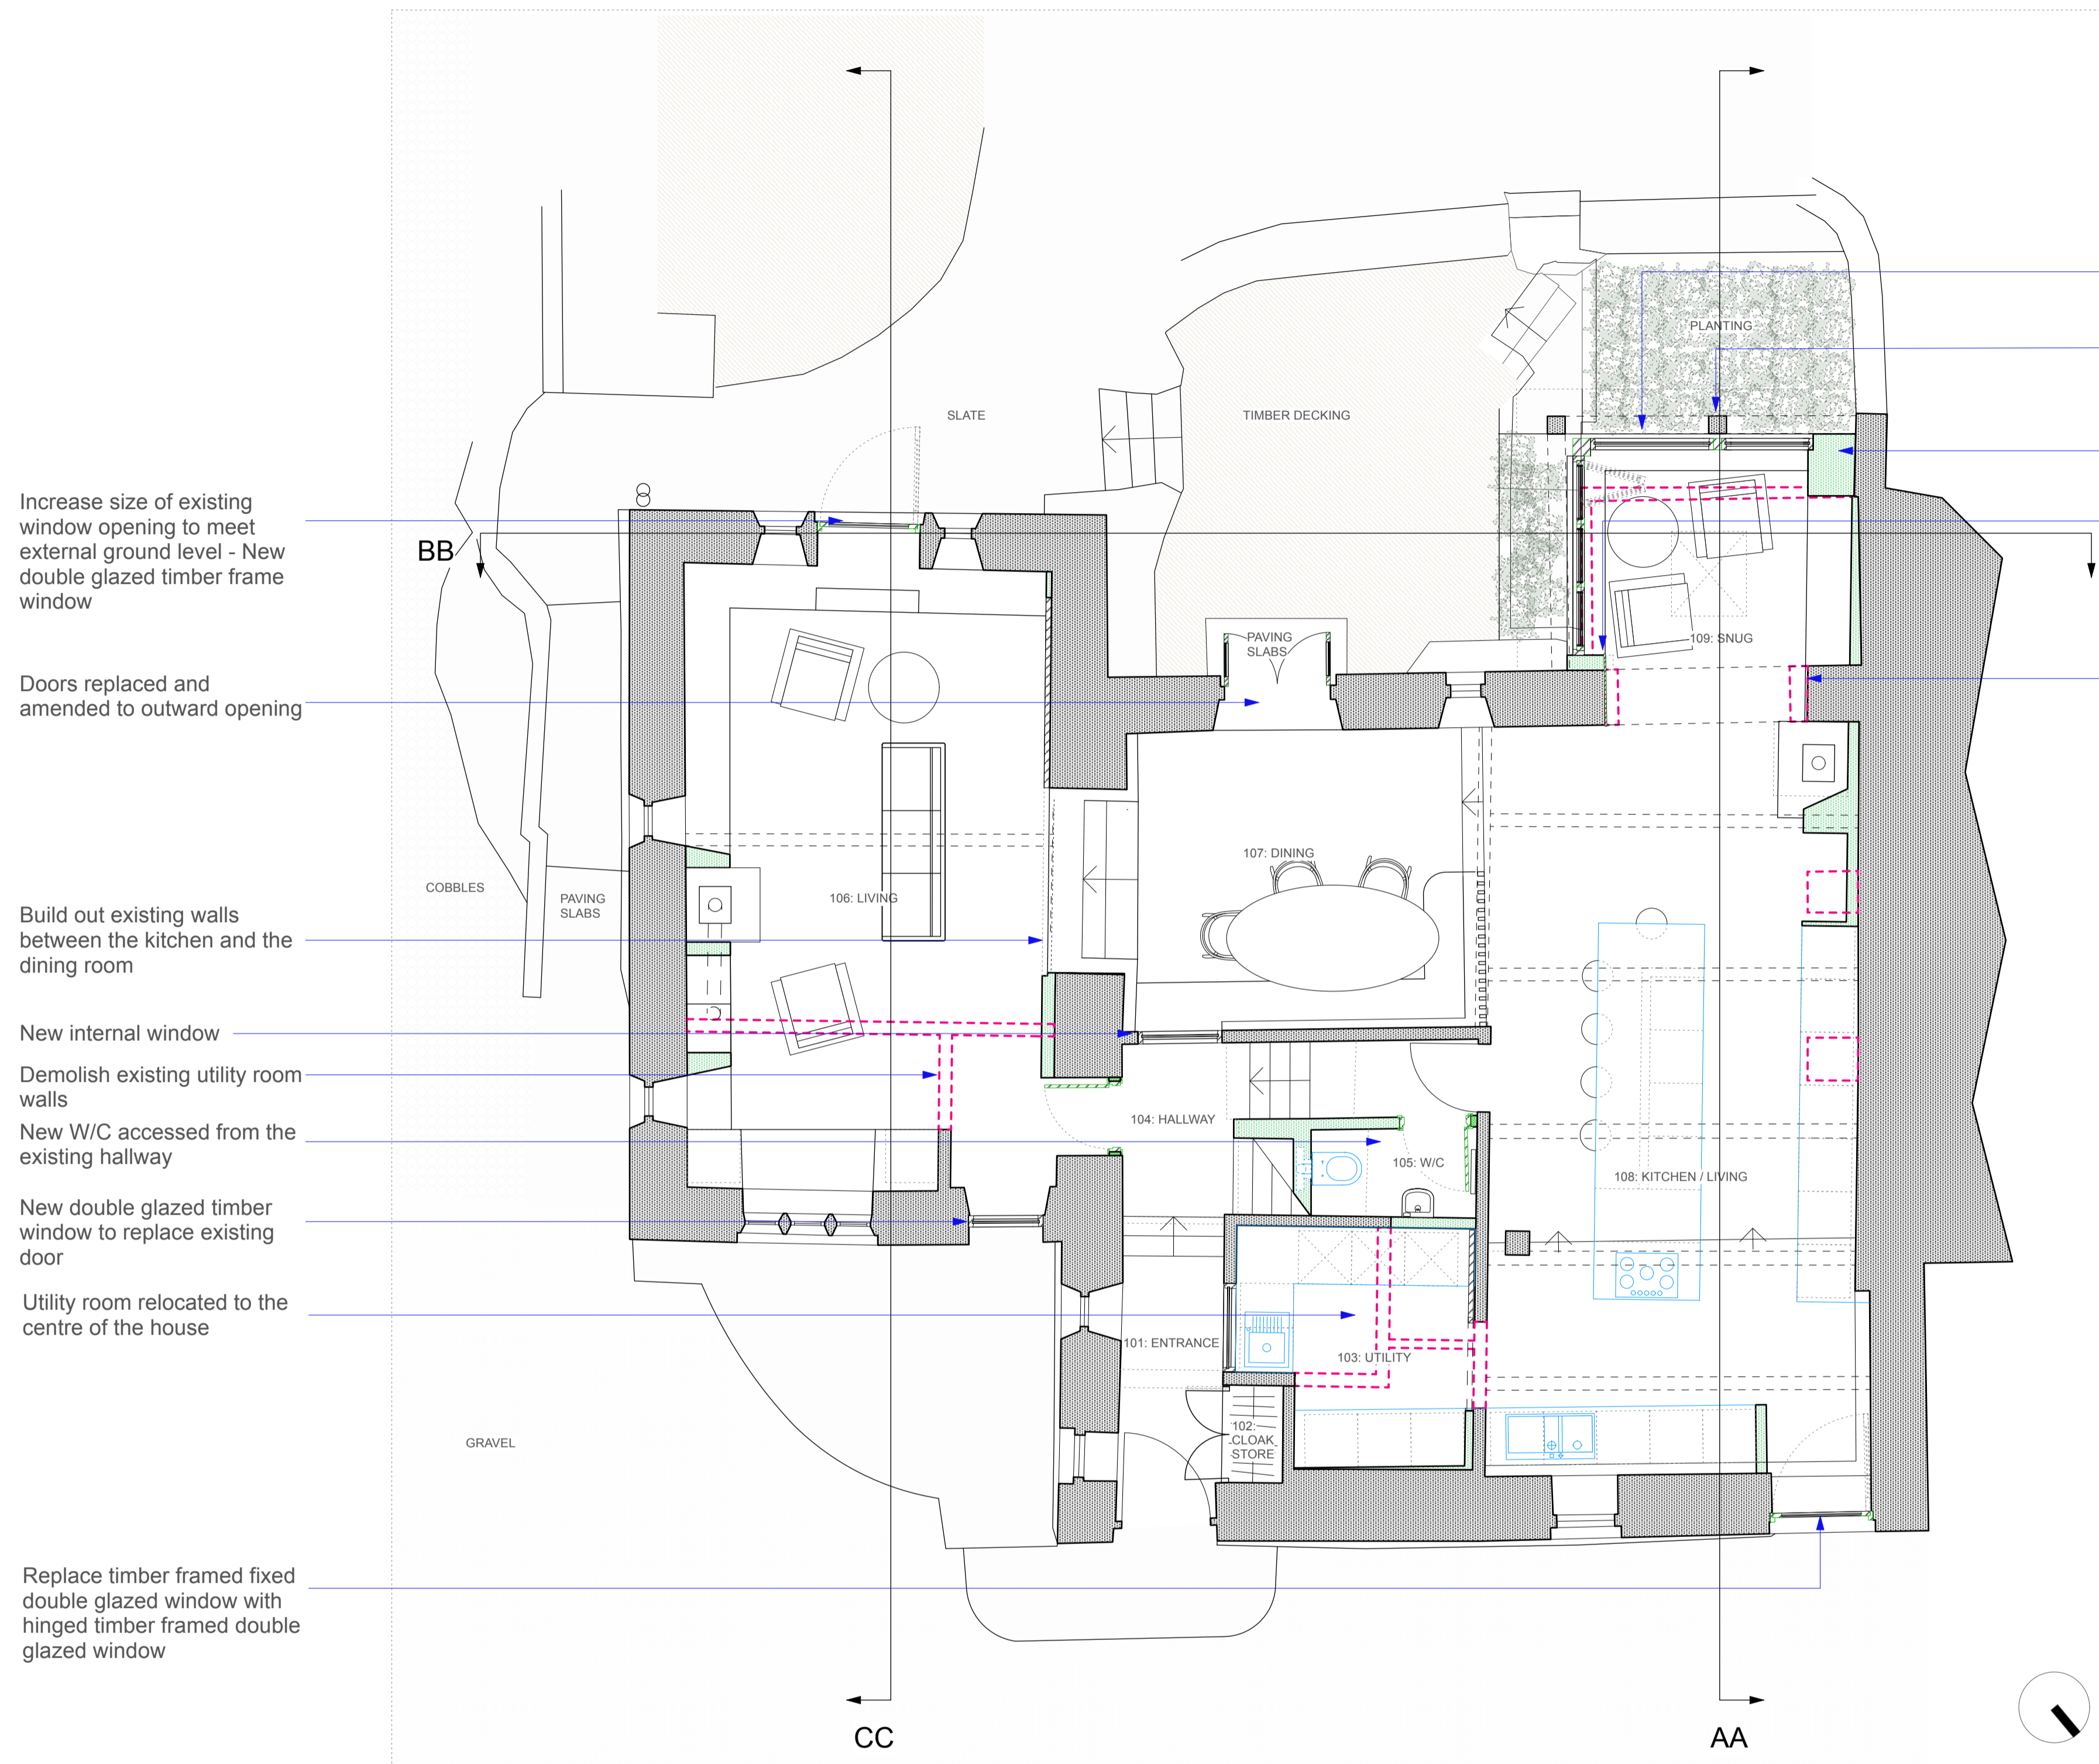 Increase size of existing
window opening to meet
external ground level - New
double glazed timber frame
window
Doors replaced and
amended to outward opening
Build out existing walls
between the kitchen and the
dining room
New internal window
Demolish existing utility room
walls
New W/C accessed from the
existing hallway
New double glazed timber
window to replace existing
door
Utility room relocated to the
centre of the house
Replace timber framed fixed
double glazed window with
hinged timber framed double
glazed window
BB
PLANTING
SLATE
TIMBER DECKING
PAVING
SLABS
109: SNUG
107: DINING
COBBLES
PAVING
SLABS
106: LIVING
104: HALLWAY
105: W/C
108: KITCHEN / LIVING
101: ENTRANCE
103: UTILITY
102:
CLOAK
STORE
GRAVEL
CC
AA